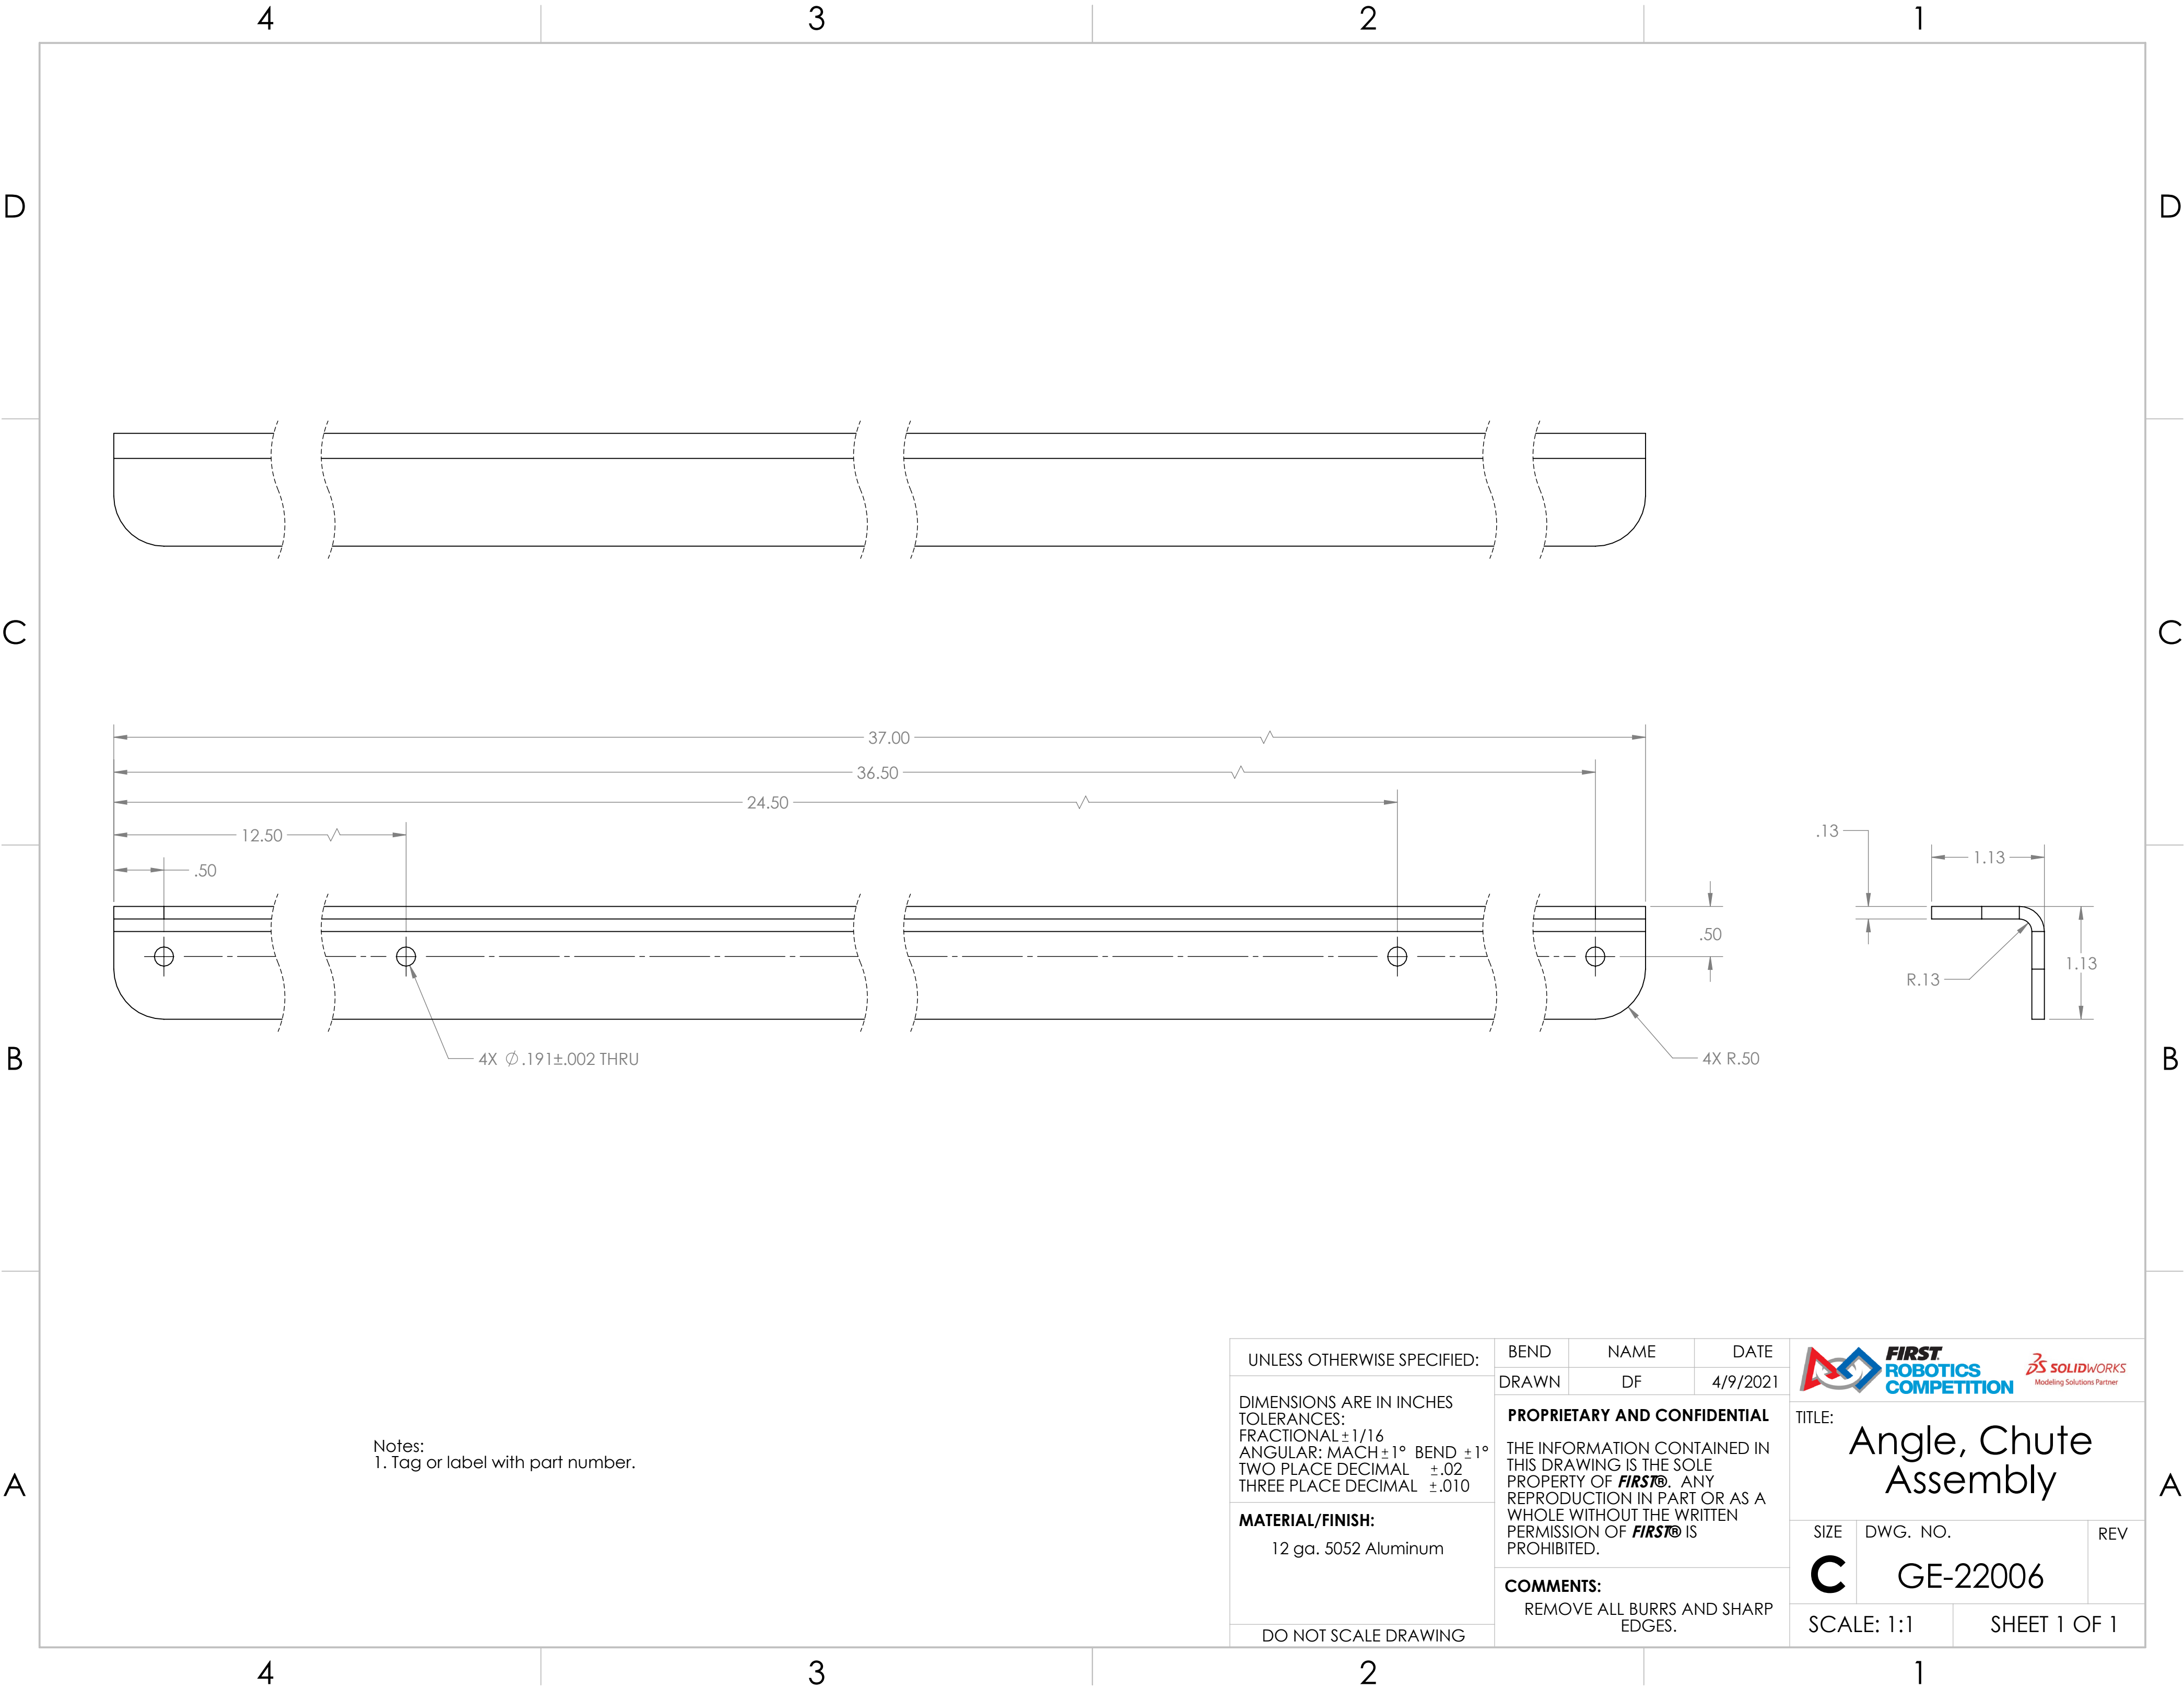 4 3 2 1
D D
C C
37.00
36.50
24.50
12.50
.50
.13
1.13
.50
1.13
R.13
4X ∅.191±.002 THRU
4X R.50
B B
Notes:
1. Tag or label with part number.
A A
UNLESS OTHERWISE SPECIFIED:
DIMENSIONS ARE IN INCHES
TOLERANCES:
FRACTIONAL±1/16
ANGULAR: MACH±1° BEND ±1°
TWO PLACE DECIMAL ±.02
THREE PLACE DECIMAL ±.010
MATERIAL/FINISH:
12 ga. 5052 Aluminum
DO NOT SCALE DRAWING
BEND NAME DATE
DRAWN DF 4/9/2021
PROPRIETARY AND CONFIDENTIAL
THE INFORMATION CONTAINED IN
THIS DRAWING IS THE SOLE
PROPERTY OF FIRST®. ANY
REPRODUCTION IN PART OR AS A
WHOLE WITHOUT THE WRITTEN
PERMISSION OF FIRST® IS
PROHIBITED.
COMMENTS:
REMOVE ALL BURRS AND SHARP
EDGES.
FIRST
ROBOTICS
COMPETITION
SOLIDWORKS
Modeling Solutions Partner
TITLE:
Angle, Chute
Assembly
SIZE DWG. NO. REV
C GE-22006
SCALE: 1:1 SHEET 1 OF 1
4 3 2 1